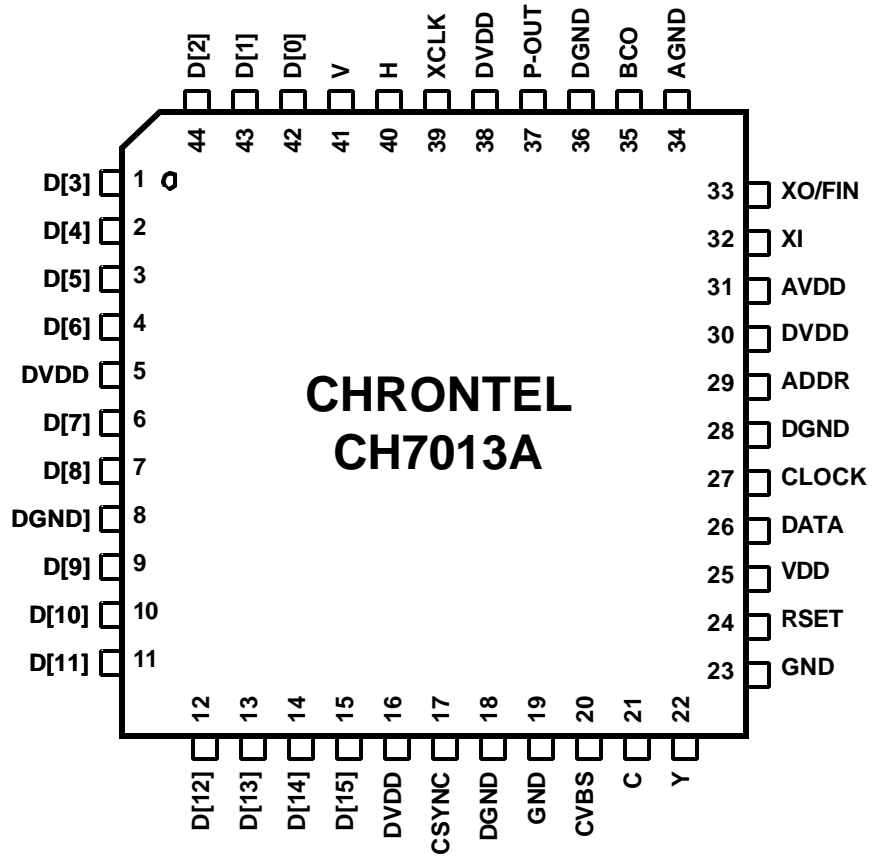 D[2] D[1] D[0] V H XCLK DVDD P-OUT DGND BCO AGND
44 43 42 41 40 39 38 37 36 35 34
D[3] 1
D[4] 2
D[5] 3
D[6] 4
DVDD 5
D[7] 6
D[8] 7
DGND] 8
D[9] 9
D[10] 10
D[11] 11
CHRONTEL
CH7013A
33 XO/FIN
32 XI
31 AVDD
30 DVDD
29 ADDR
28 DGND
27 CLOCK
26 DATA
25 VDD
24 RSET
23 GND
12 13 14 15 16 17 18 19 20 21 22
D[12] D[13] D[14] D[15] DVDD CSYNC DGND GND CVBS C Y